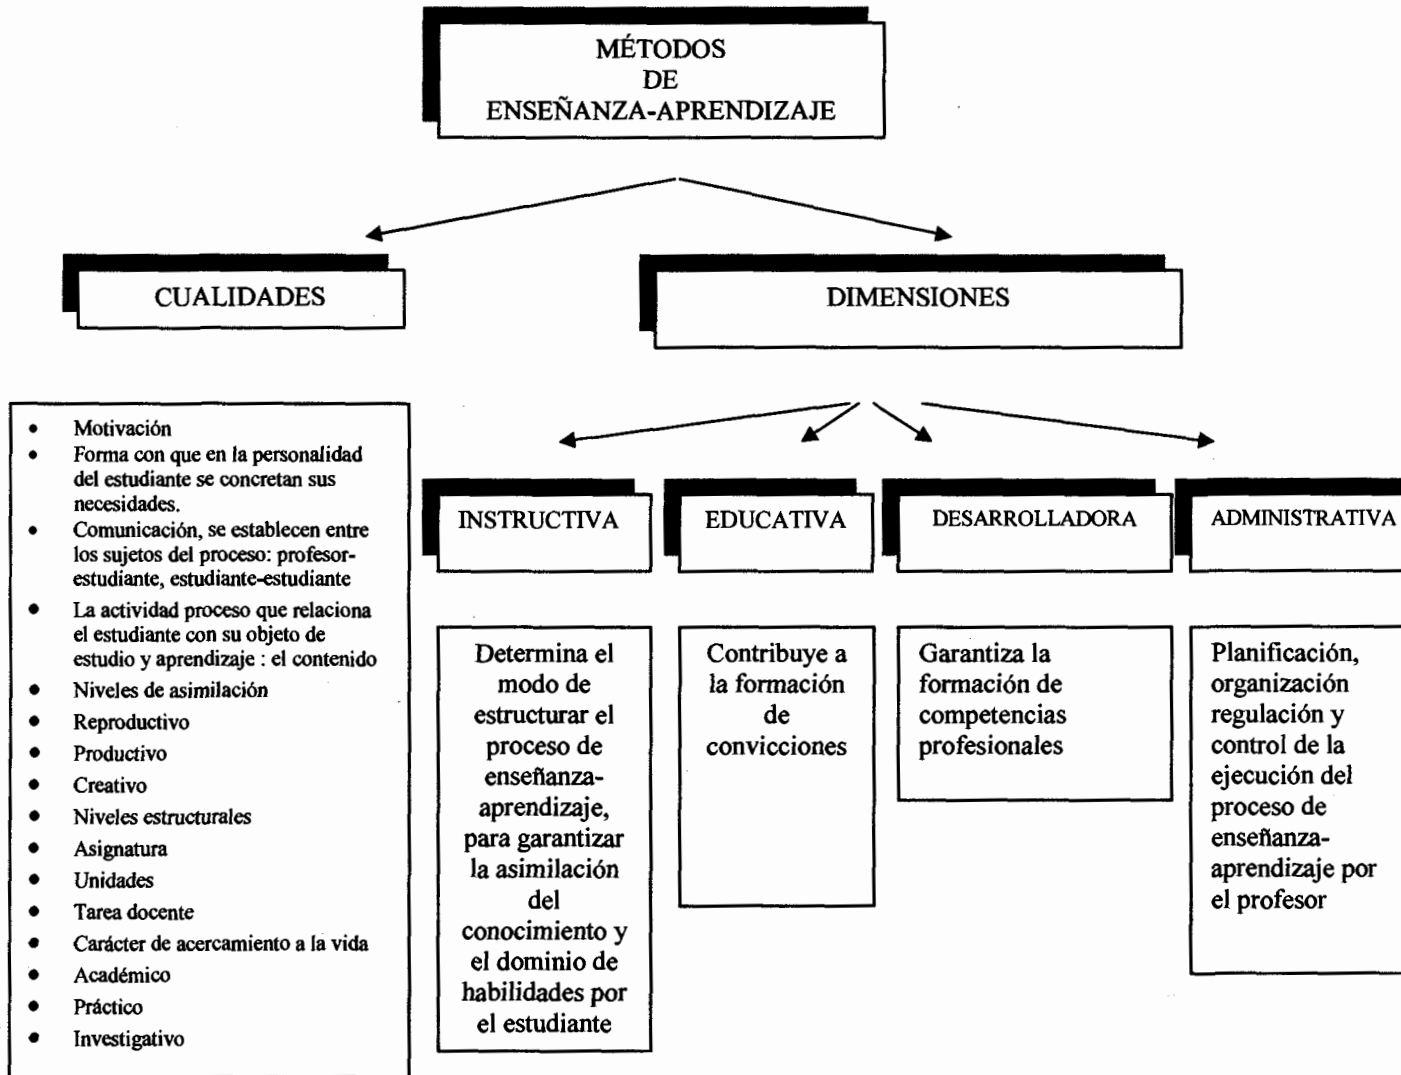 MÉTODOS
DE
ENSEÑANZA-APRENDIZAJE
CUALIDADES
DIMENSIONES
• Motivación
• Forma con que en la personalidad
del estudiante se concretan sus
necesidades.
• Comunicación, se establecen entre
los sujetos del proceso: profesor-
estudiante, estudiante-estudiante
• La actividad proceso que relaciona
el estudiante con su objeto de
estudio y aprendizaje : el contenido
• Niveles de asimilación
• Reproductivo
• Productivo
• Creativo
• Niveles estructurales
• Asignatura
• Unidades
• Tarea docente
• Carácter de acercamiento a la vida
• Académico
• Práctico
• Investigativo
INSTRUCTIVA
Determina el
modo de
estructurar el
proceso de
enseñanza-
aprendizaje,
para garantizar
la asimilación
del
conocimiento y
el dominio de
habilidades por
el estudiante
EDUCATIVA
Contribuye a
la formación
de
convicciones
DESARROLLADORA
Garantiza la
formación de
competencias
profesionales
ADMINISTRATIVA
Planificación,
organización
regulación y
control de la
ejecución del
proceso de
enseñanza-
aprendizaje por
el profesor